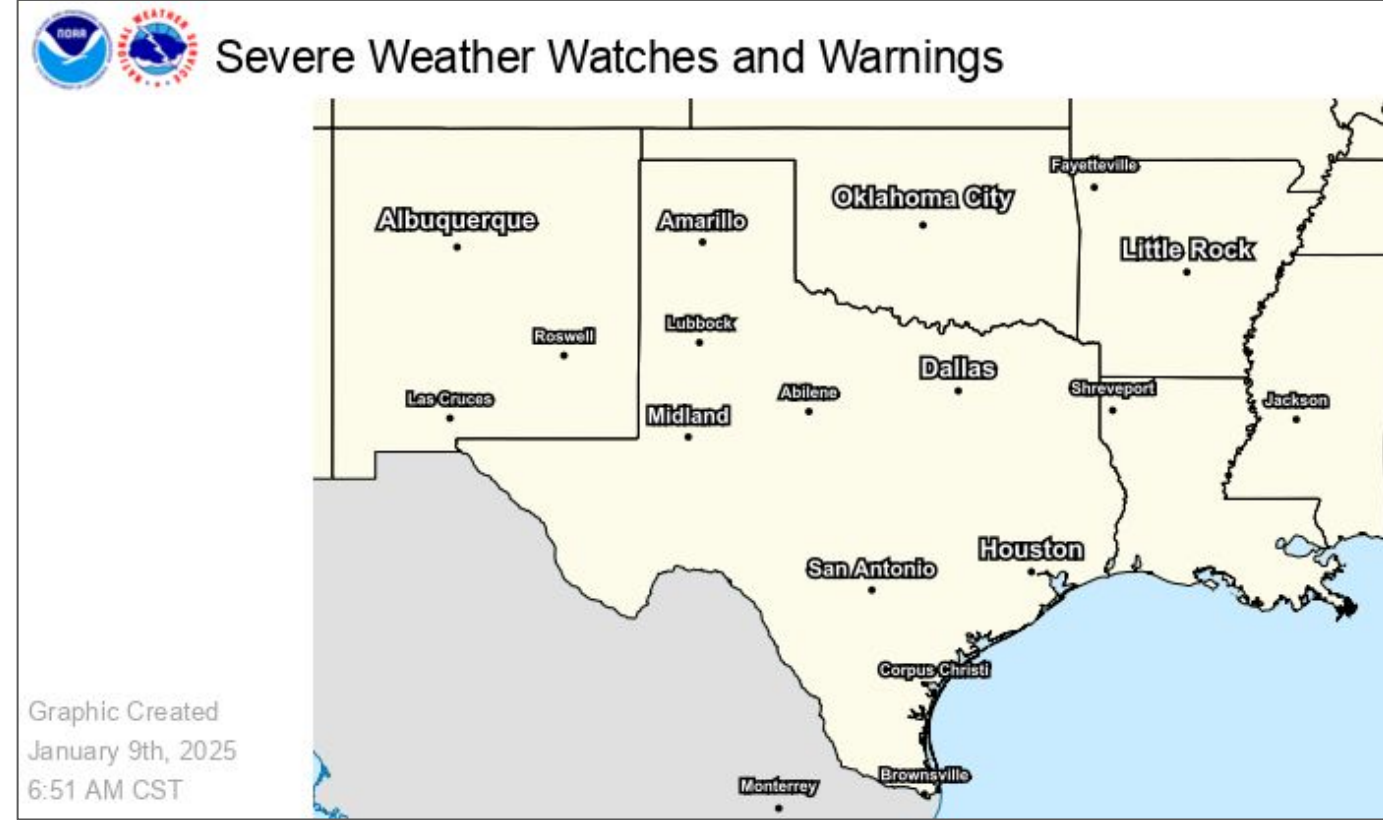 NOAA
NATIONAL WEATHER SERVICE
Severe Weather Watches and Warnings
Fayetteville
Oklahoma City
Albuquerque
Amarillo
Little Rock
Lubbock
Roswell
Dallas
Shreveport
Abilene
Las Cruces
Jackson
Midland
Houston
San Antonio
Corpus Christi
Graphic Created
January 9th, 2025
6:51 AM CST
Brownsville
Monterrey